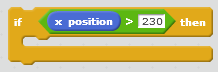 if x position > 230 then